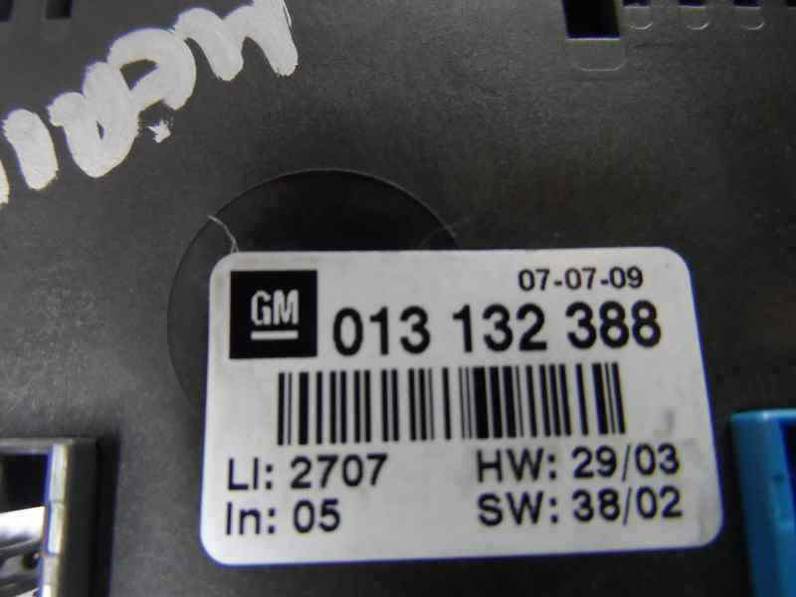 07-07-09
GM 013 132 388
LI: 2707 HW: 29/03
In: 05 SW: 38/02